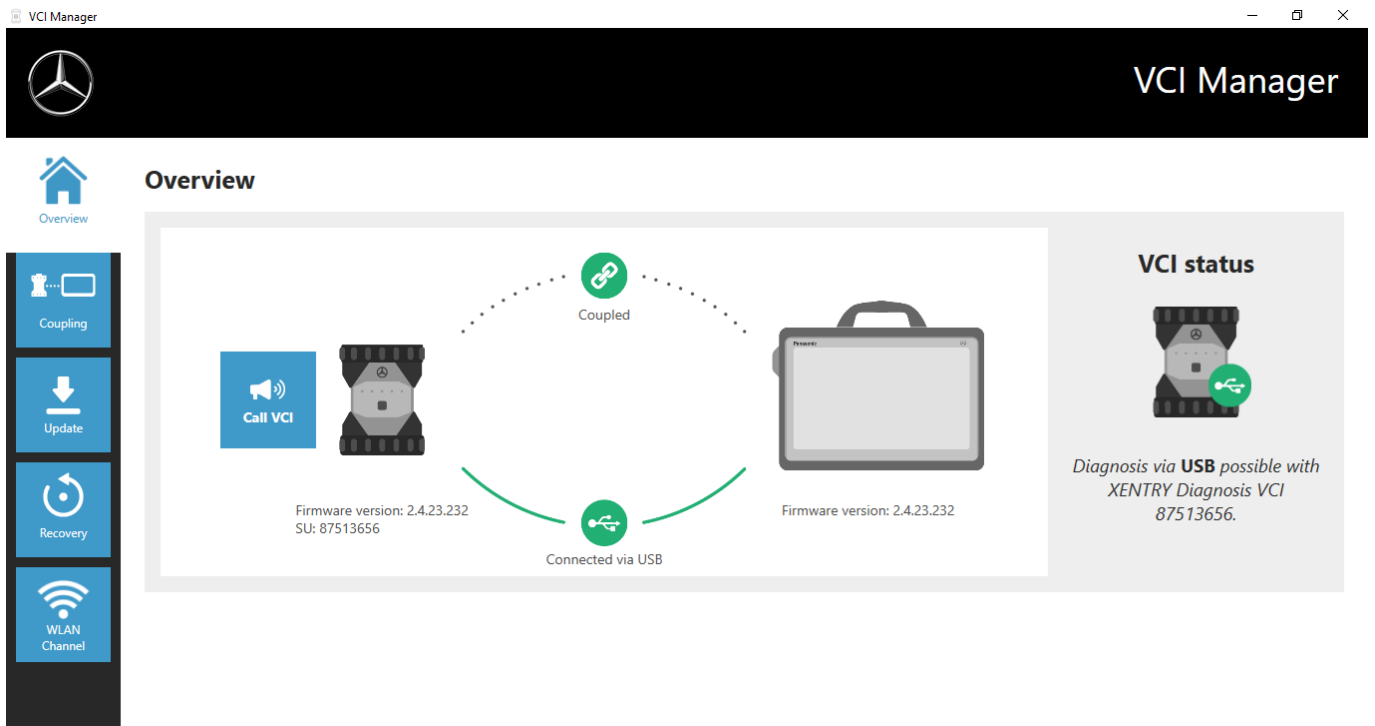 VCI Manager
VCI Manager
Overview
Overview
Coupling
Update
Recovery
WLAN
Channel
Coupled
Call VCI
Panasonic
Firmware version: 2.4.23.232
SU: 87513656
Connected via USB
Firmware version: 2.4.23.232
VCI status
Diagnosis via USB possible with
XENTRY Diagnosis VCI
87513656.